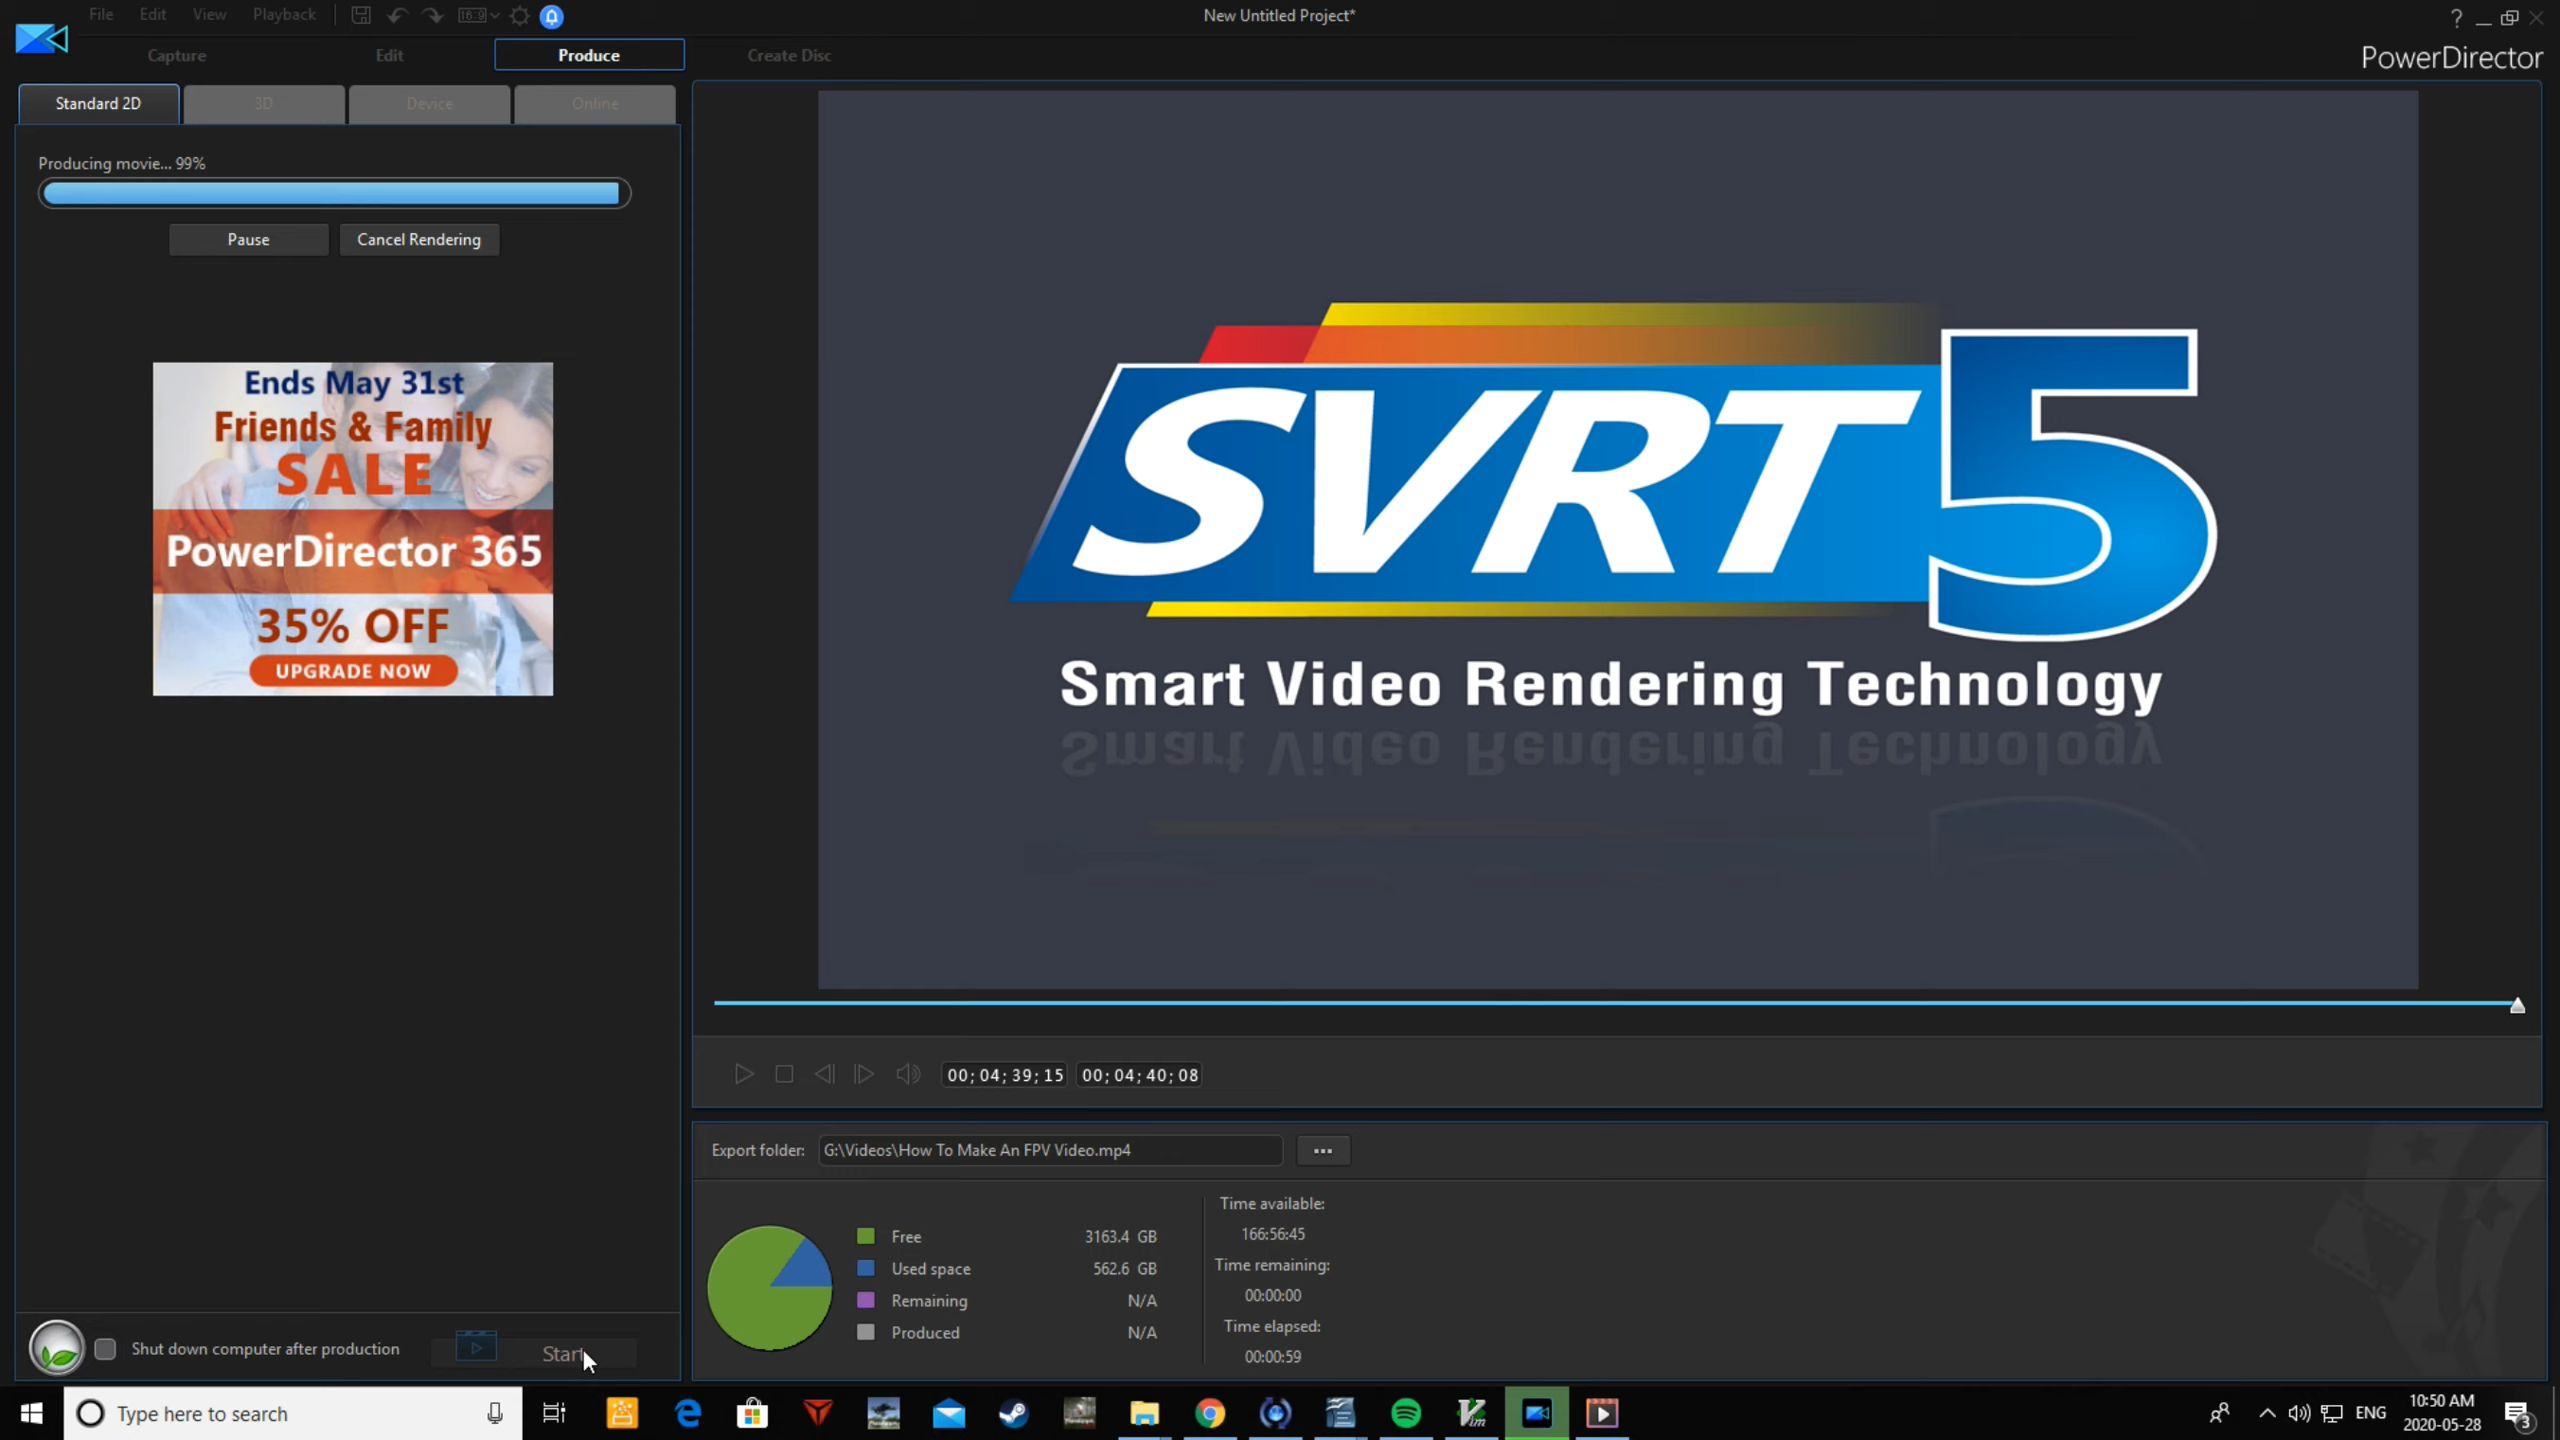 File Edit View Playback
16:9
New Untitled Project*
?
Capture Edit Produce Create Disc
PowerDirector
Standard 2D 3D Device Online
Producing movie... 99%
Pause Cancel Rendering
Ends May 31st
Friends & Family
SALE
PowerDirector 365
35% OFF
UPGRADE NOW
SVRT 5
Smart Video Rendering Technology
00;04;39;15 00;04;40;08
Export folder: G:\Videos\How To Make An FPV Video.mp4 ...
Free 3163.4 GB
Used space 562.6 GB
Remaining N/A
Produced N/A
Time available:
166:56:45
Time remaining:
00:00:00
Time elapsed:
00:00:59
Shut down computer after production
Start
Type here to search
Vim
ENG
10:50 AM
2020-05-28
3